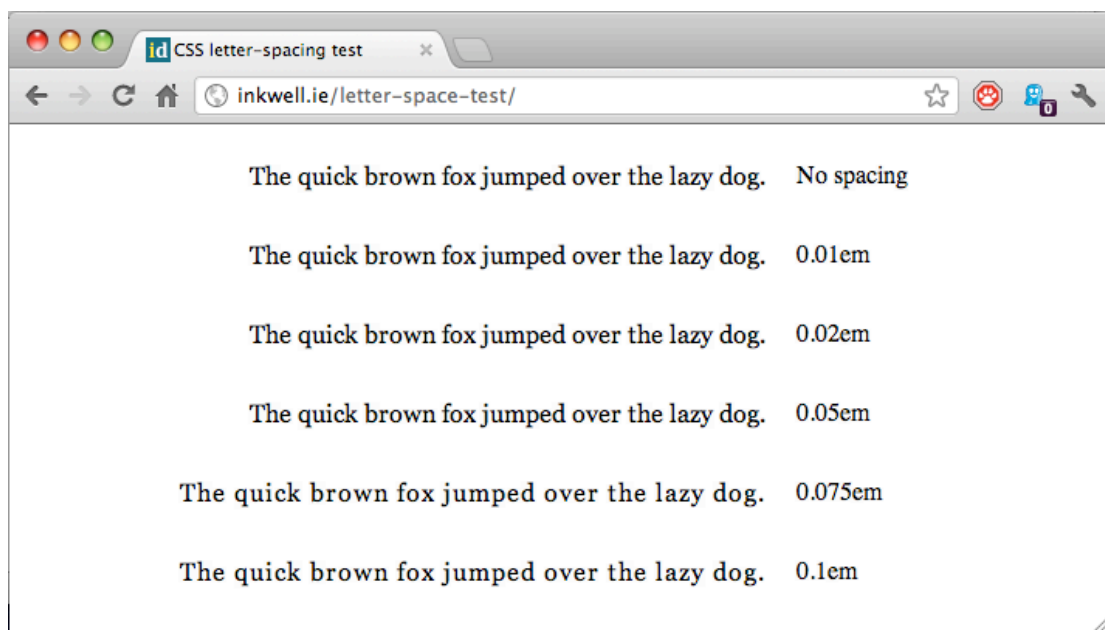 id CSS letter-spacing test
inkwell.ie/letter-space-test/
0
The quick brown fox jumped over the lazy dog. No spacing
The quick brown fox jumped over the lazy dog. 0.01em
The quick brown fox jumped over the lazy dog. 0.02em
The quick brown fox jumped over the lazy dog. 0.05em
The quick brown fox jumped over the lazy dog. 0.075em
The quick brown fox jumped over the lazy dog. 0.1em